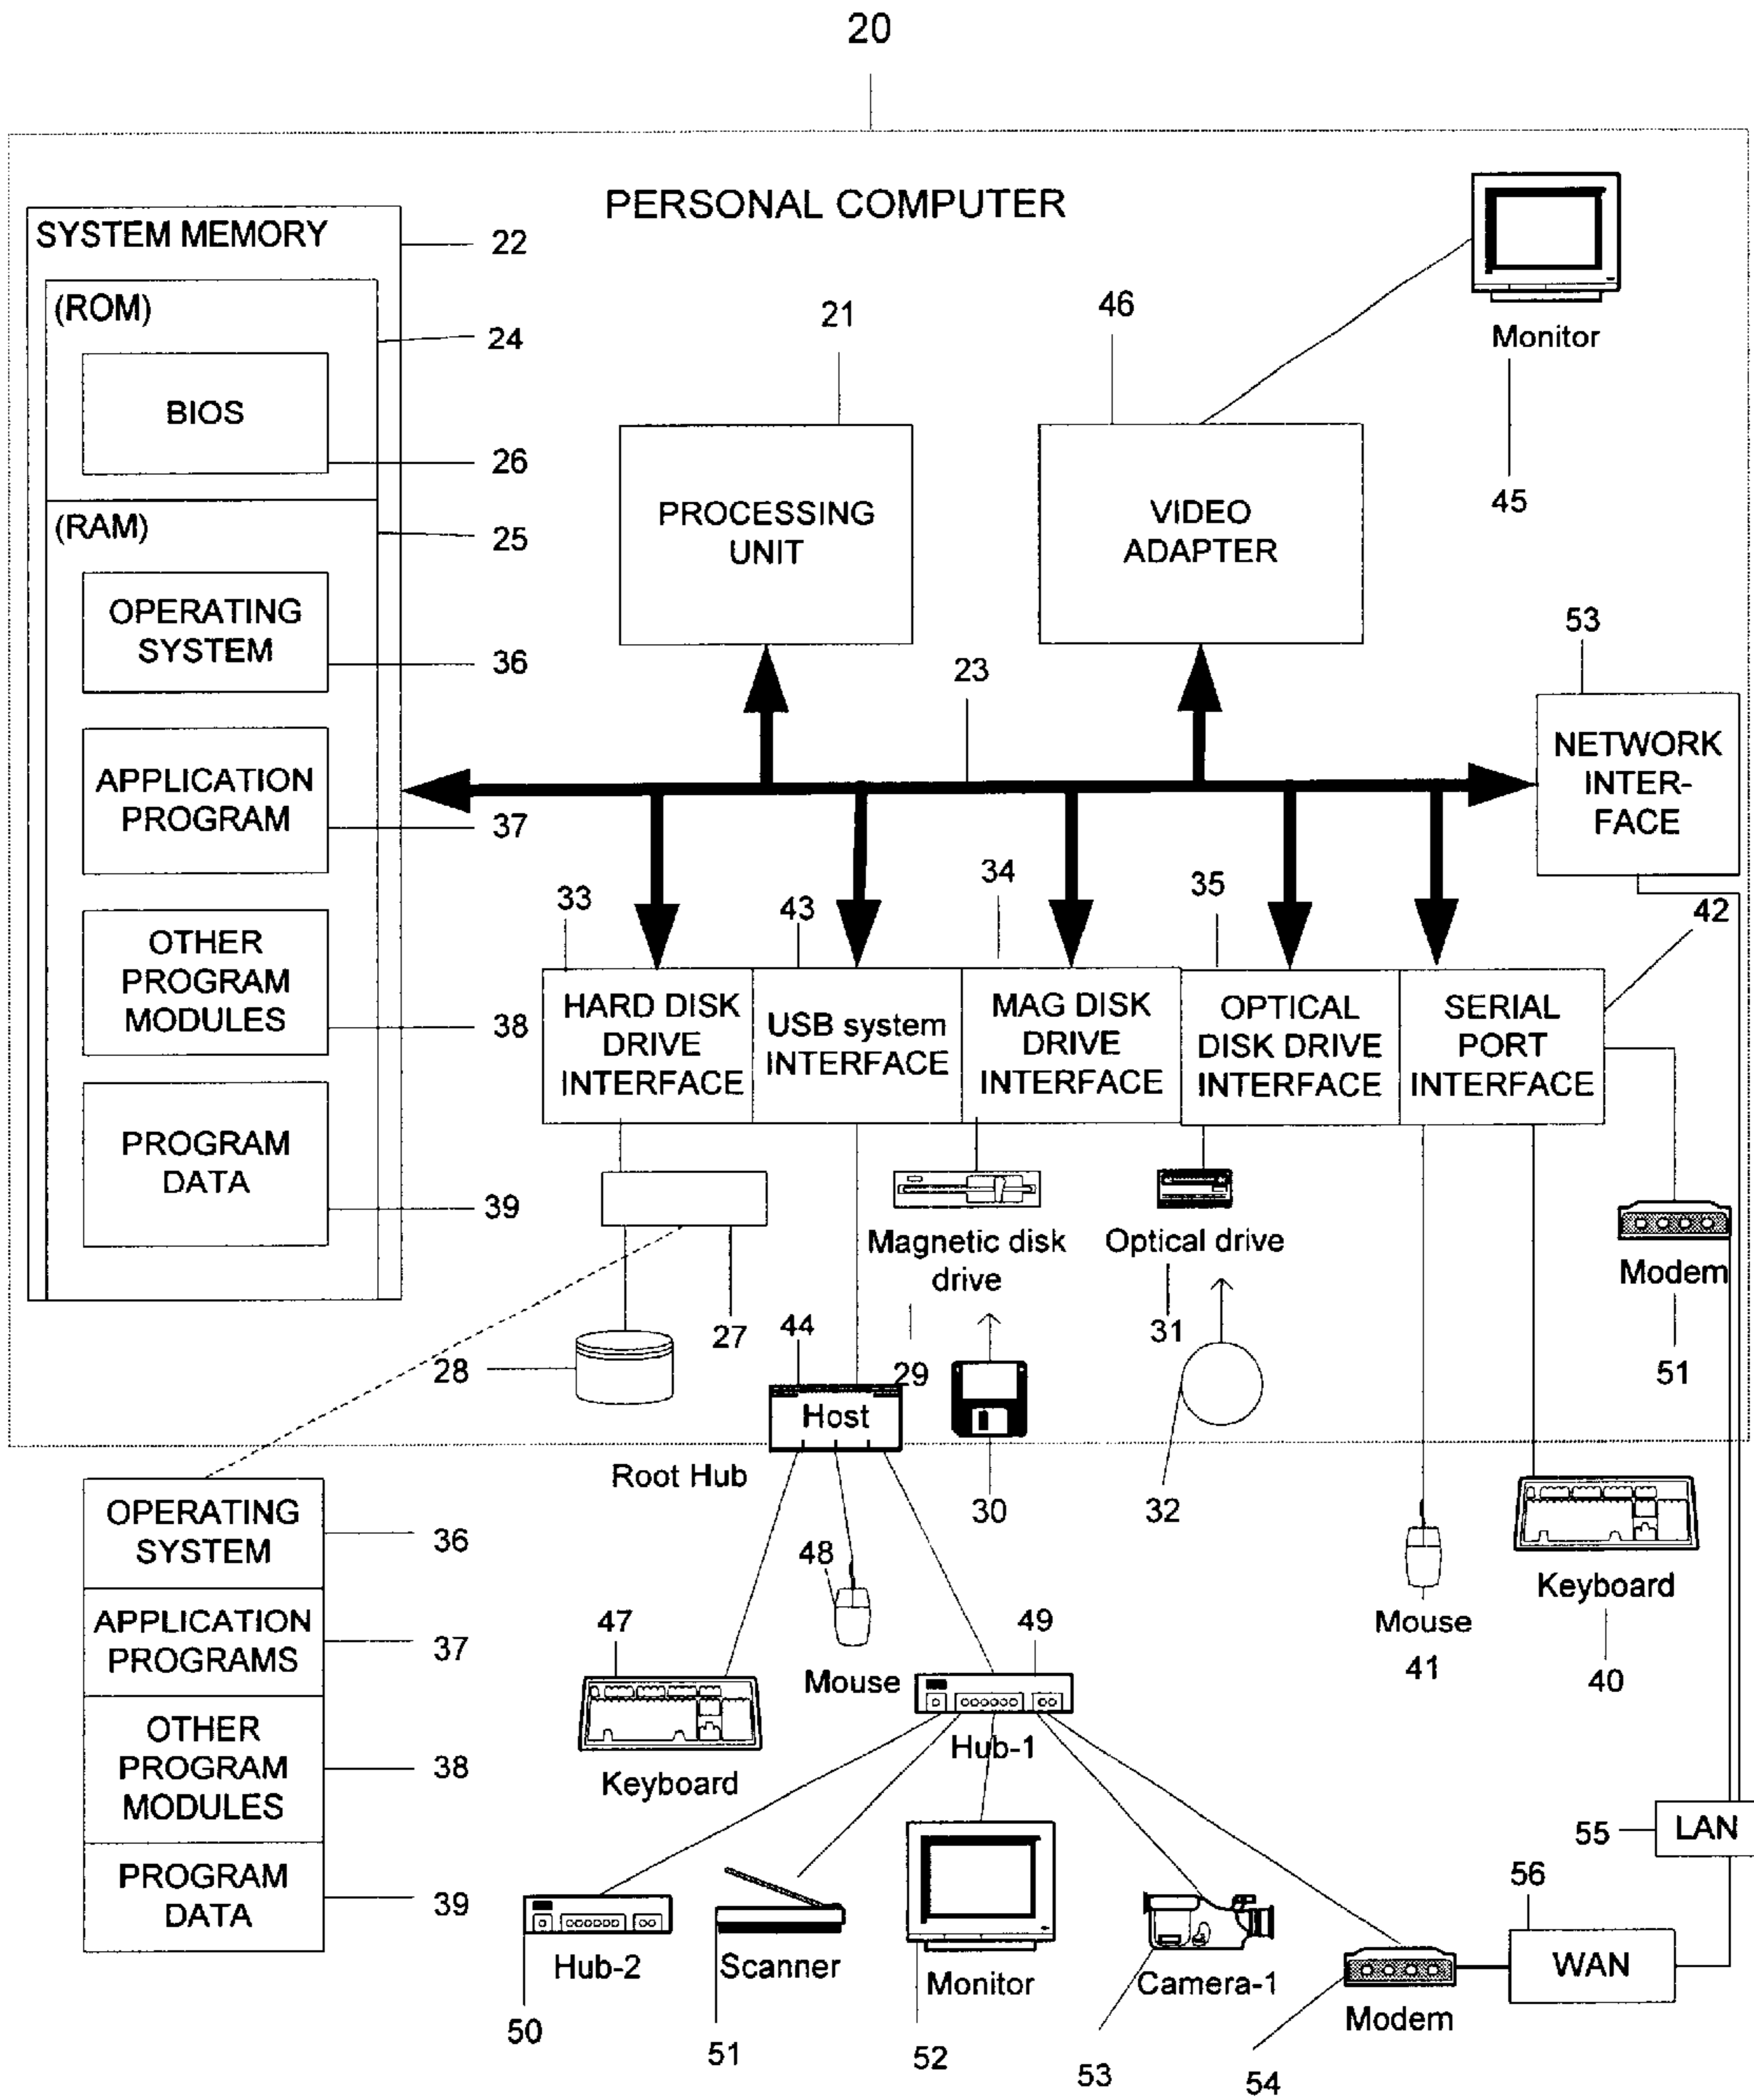 20
PERSONAL COMPUTER
SYSTEM MEMORY
22
(ROM)
24
BIOS
26
(RAM)
25
OPERATING
SYSTEM
36
APPLICATION
PROGRAM
37
OTHER
PROGRAM
MODULES
38
PROGRAM
DATA
39
21
PROCESSING
UNIT
46
VIDEO
ADAPTER
Monitor
45
23
53
NETWORK
INTER-
FACE
33
HARD DISK
DRIVE
INTERFACE
43
USB system
INTERFACE
34
MAG DISK
DRIVE
INTERFACE
35
OPTICAL
DISK DRIVE
INTERFACE
42
SERIAL
PORT
INTERFACE
Magnetic disk
drive
Optical drive
Modem
27
28
44
29
31
51
Host
Root Hub
30
32
OPERATING
SYSTEM
36
APPLICATION
PROGRAMS
37
OTHER
PROGRAM
MODULES
38
PROGRAM
DATA
39
48
Mouse
47
Keyboard
49
Hub-1
Mouse
41
Keyboard
40
55
LAN
56
WAN
Hub-2
50
Scanner
51
Monitor
52
Camera-1
53
Modem
54